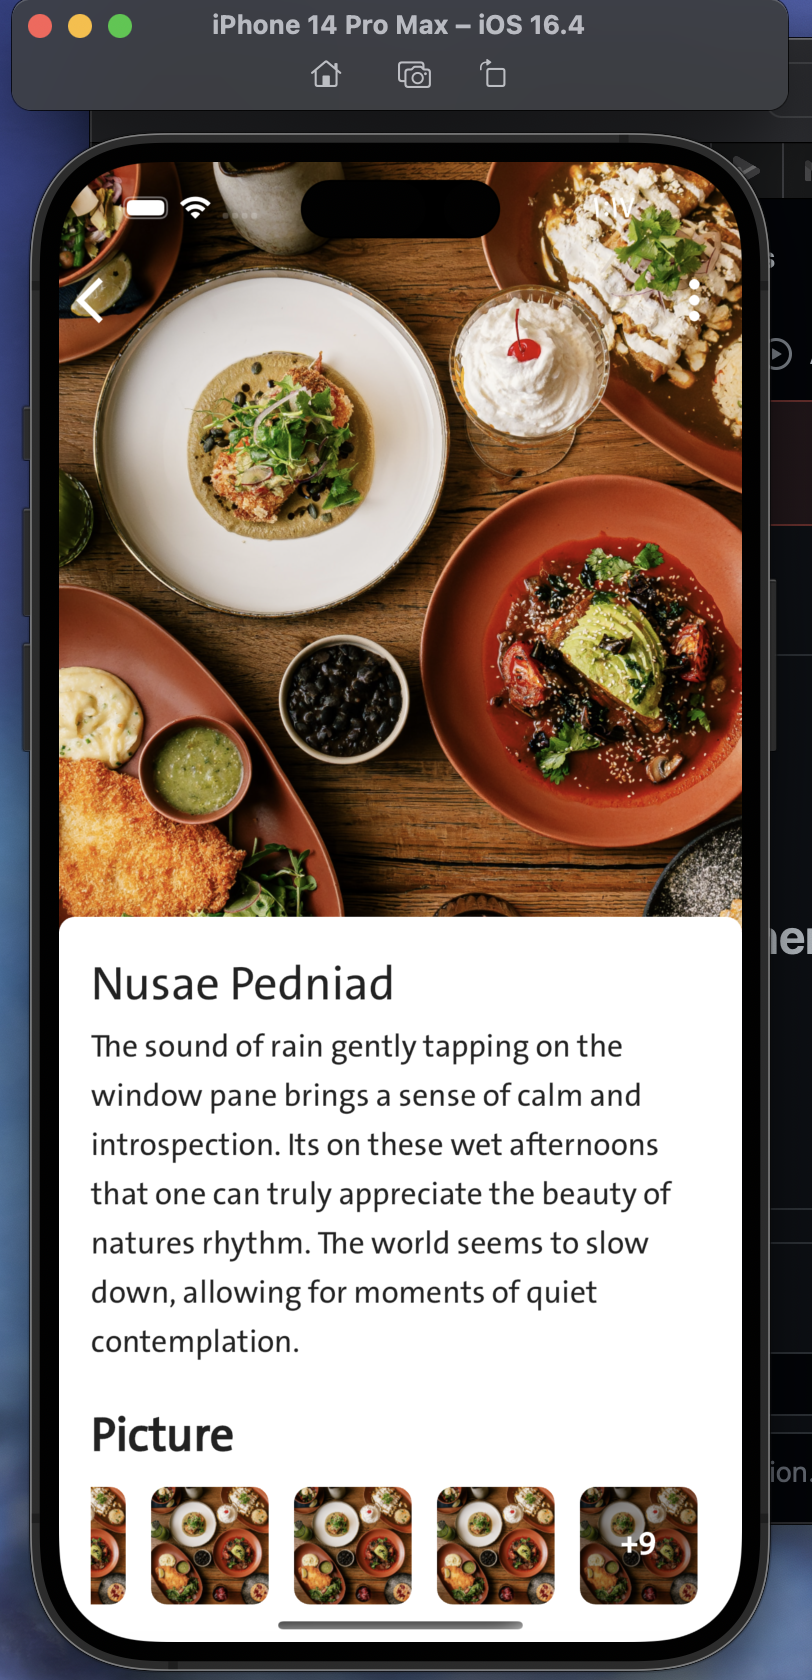 iPhone 14 Pro Max – iOS 16.4
Nusae Pedniad
The sound of rain gently tapping on the
window pane brings a sense of calm and
introspection. Its on these wet afternoons
that one can truly appreciate the beauty of
natures rhythm. The world seems to slow
down, allowing for moments of quiet
contemplation.
Picture
+9
ion.